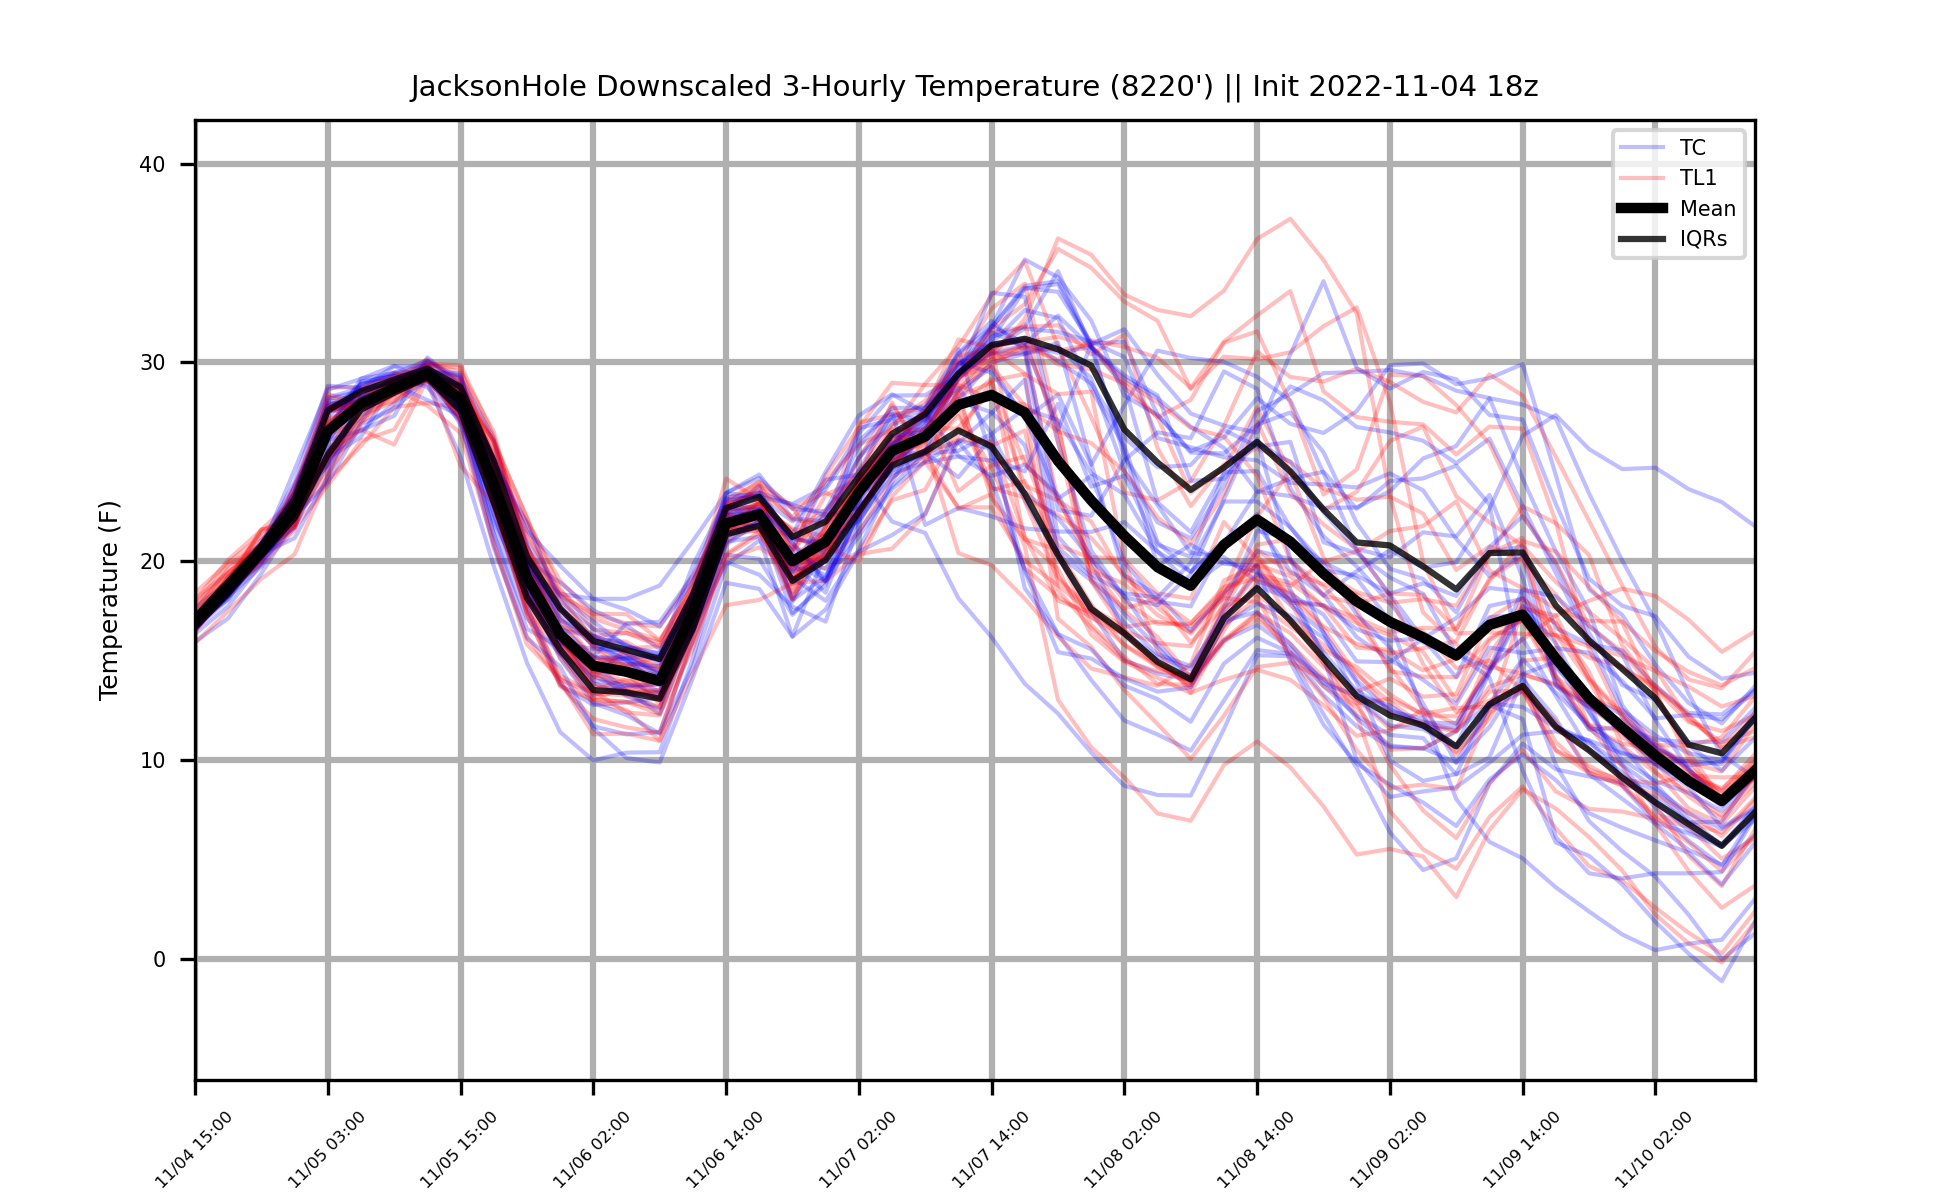 JacksonHole Downscaled 3-Hourly Temperature (8220') || Init 2022-11-04 18z
TC
TL1
Mean
IQRs
Temperature (F)
40
30
20
10
0
11/04 15:00
11/05 03:00
11/05 15:00
11/06 02:00
11/06 14:00
11/07 02:00
11/07 14:00
11/08 02:00
11/08 14:00
11/09 02:00
11/09 14:00
11/10 02:00